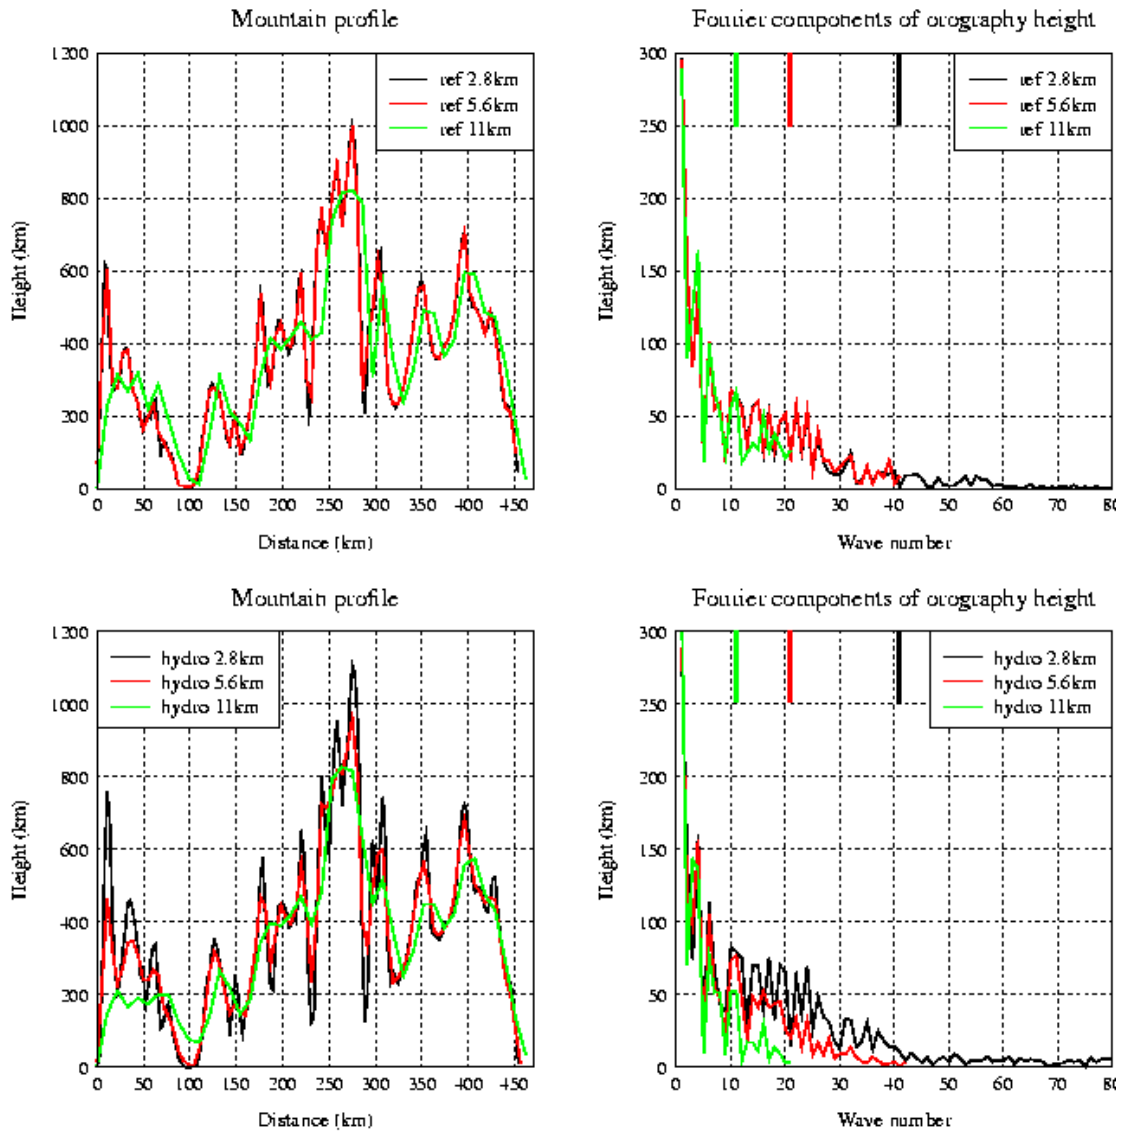 Mountain profile
1200
1000
800
600
400
200
0
0 50 100 150 200 250 300 350 400 450
Height (km)
Distance (km)
ref 2.8km
ref 5.6km
ref 11km
Fourier components of orography height
300
250
200
150
100
50
0
0 10 20 30 40 50 60 70 80
Height (km)
Wave number
ref 2.8km
ref 5.6km
ref 11km
Mountain profile
1200
1000
800
600
400
200
0
0 50 100 150 200 250 300 350 400 450
Height (km)
Distance (km)
hydro 2.8km
hydro 5.6km
hydro 11km
Fourier components of orography height
300
250
200
150
100
50
0
0 10 20 30 40 50 60 70 80
Height (km)
Wave number
hydro 2.8km
hydro 5.6km
hydro 11km